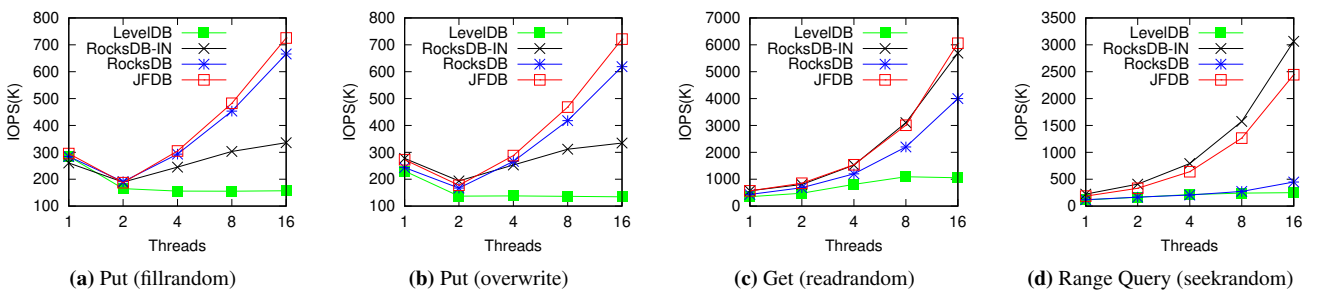 800
700
600
500
400
300
200
100
IOPS(K)
LevelDB
RocksDB-IN
RocksDB
JFDB
1 2 4 8 16
Threads
(a) Put (fillrandom)
800
700
600
500
400
300
200
100
IOPS(K)
LevelDB
RocksDB-IN
RocksDB
JFDB
1 2 4 8 16
Threads
(b) Put (overwrite)
7000
6000
5000
4000
3000
2000
1000
0
IOPS(K)
LevelDB
RocksDB-IN
RocksDB
JFDB
1 2 4 8 16
Threads
(c) Get (readrandom)
3500
3000
2500
2000
1500
1000
500
0
IOPS(K)
LevelDB
RocksDB-IN
RocksDB
JFDB
1 2 4 8 16
Threads
(d) Range Query (seekrandom)